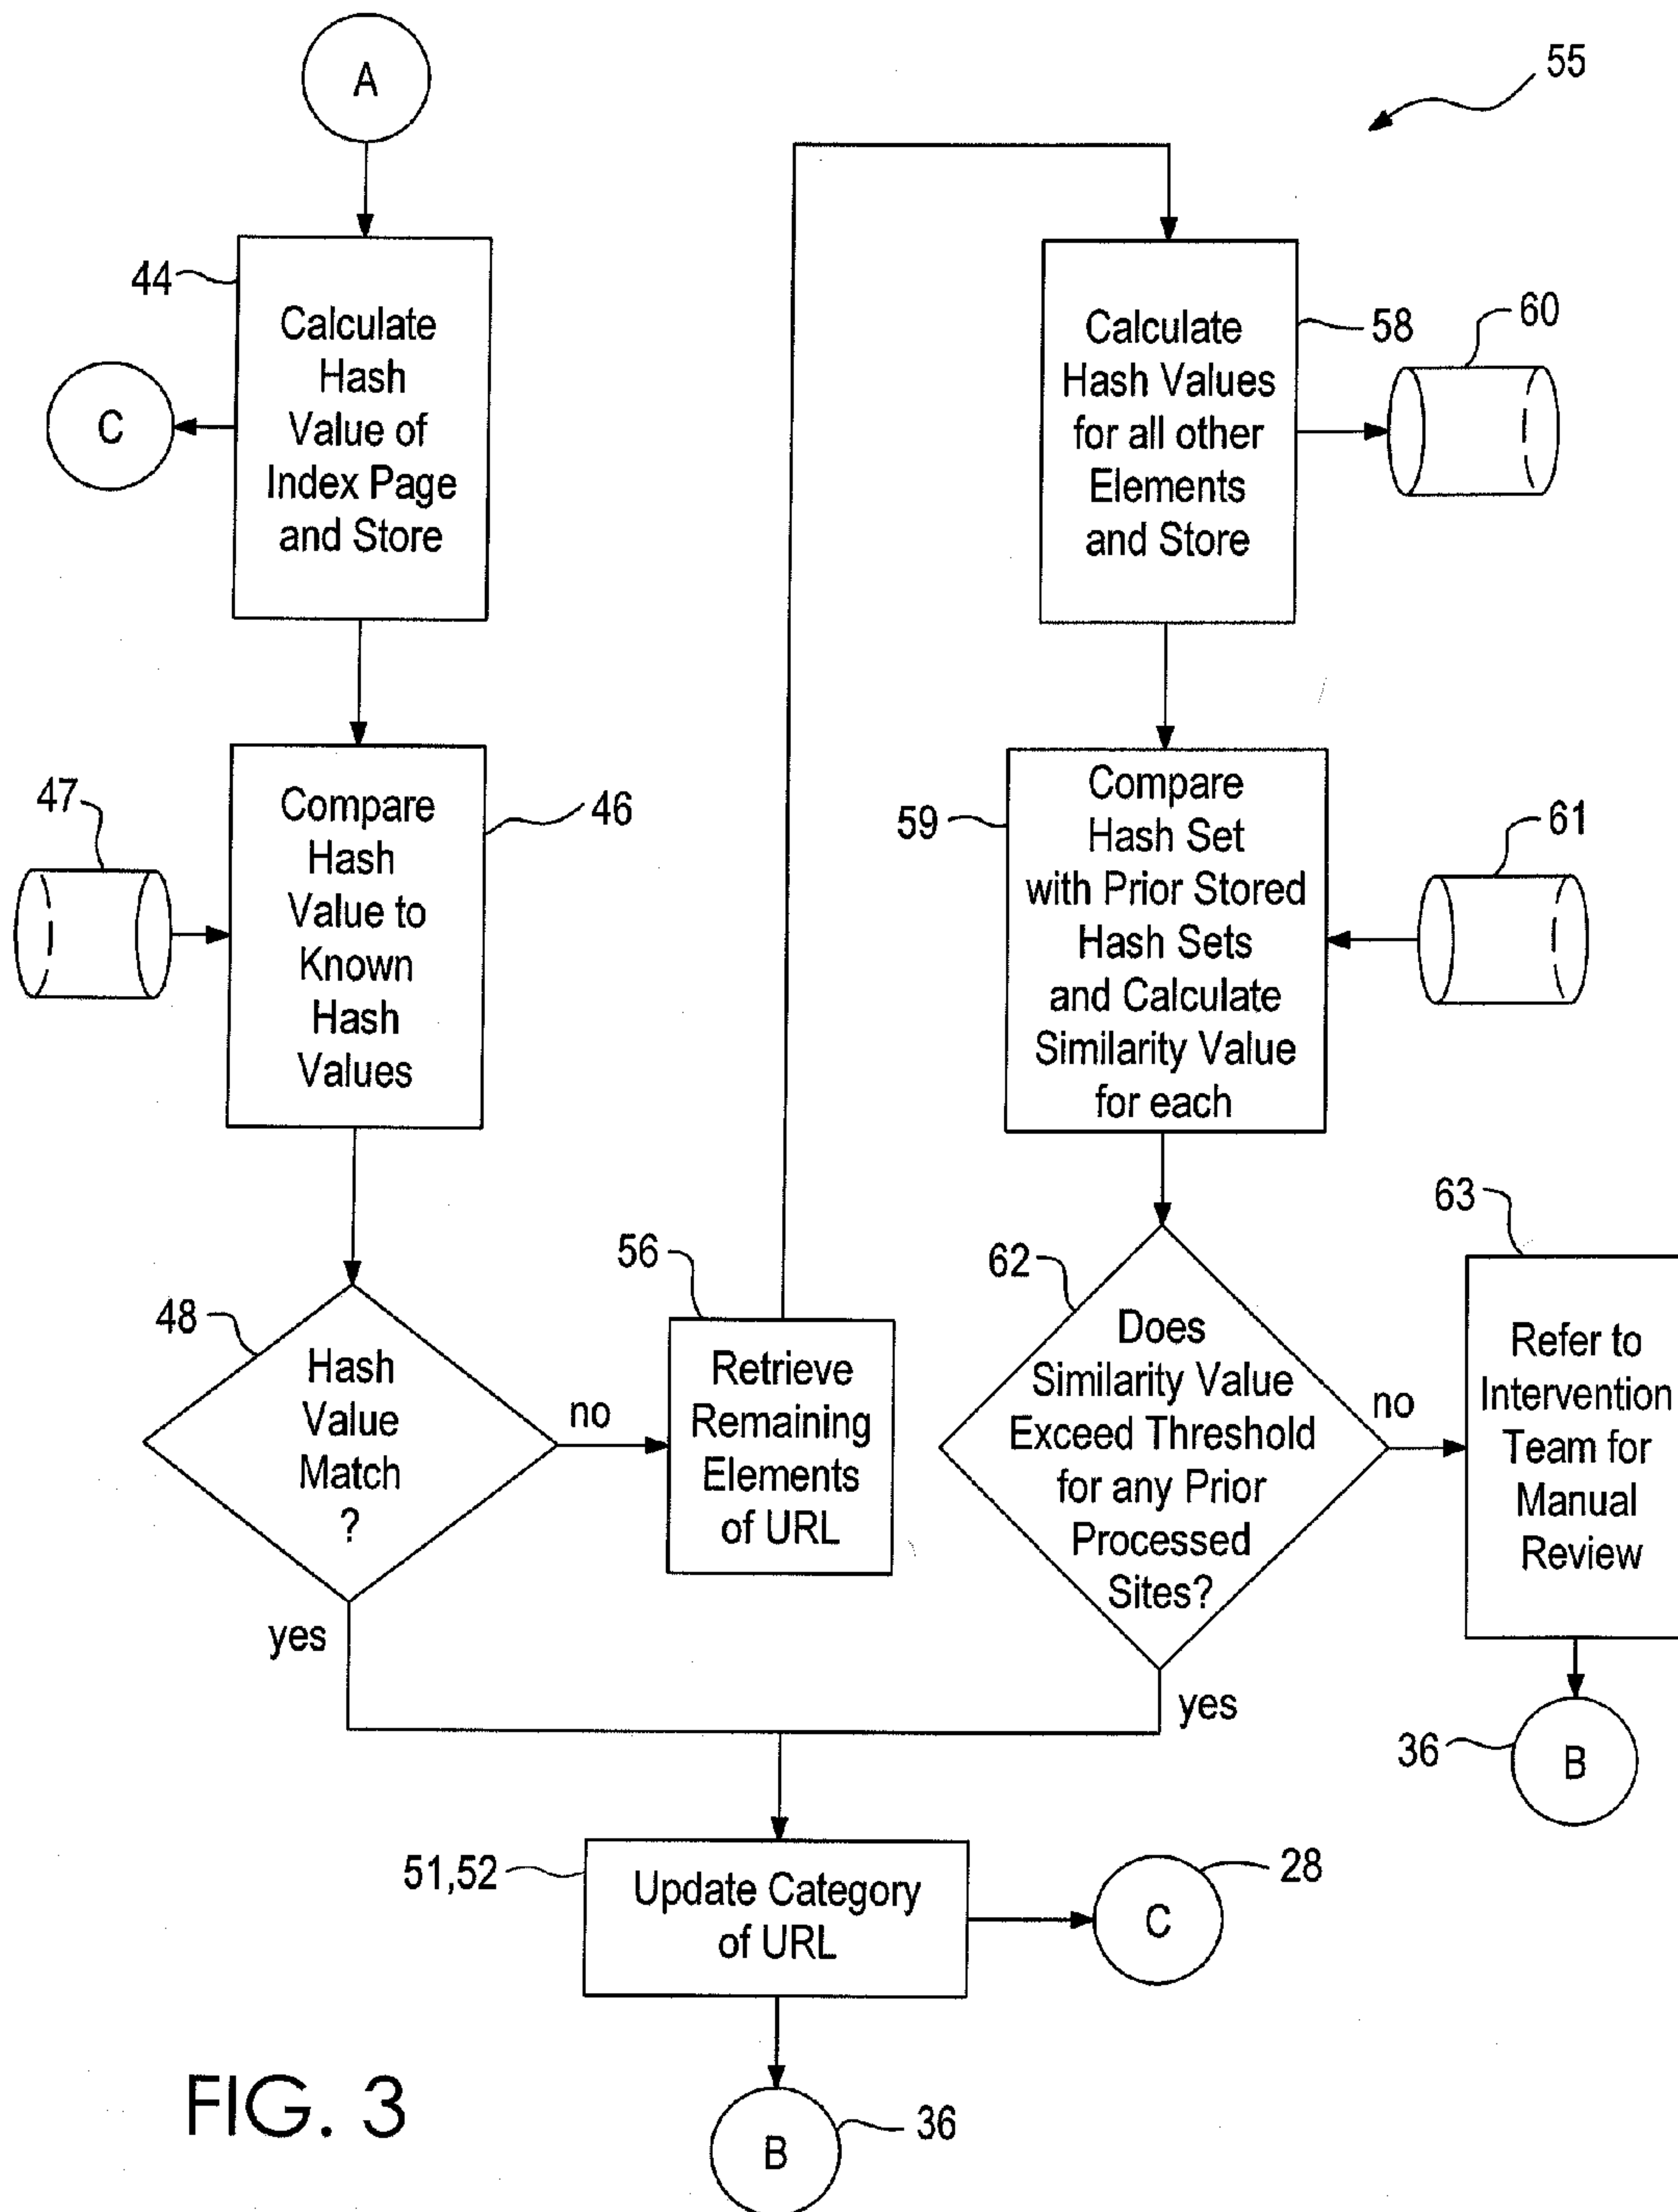 A
55
44
Calculate
Hash
Value of
Index Page
and Store
C
58
Calculate
Hash Values
for all other
Elements
and Store
60
47
46
Compare
Hash
Value to
Known
Hash
Values
59
Compare
Hash Set
with Prior Stored
Hash Sets
and Calculate
Similarity Value
for each
61
48
Hash
Value
Match
?
no
yes
56
Retrieve
Remaining
Elements
of URL
62
Does
Similarity Value
Exceed Threshold
for any Prior
Processed
Sites?
no
yes
63
Refer to
Intervention
Team for
Manual
Review
36
B
51,52
Update Category
of URL
28
C
36
B
FIG. 3